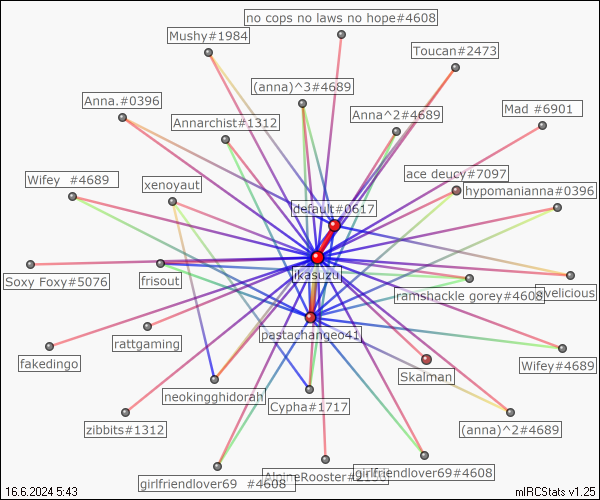 no cops no laws no hope#4608
Mushy#1984
Toucan#2473
(anna)^3#4689
Anna.#0396
Annarchist#1312
Anna^2#4689
Mad #6901
Wifey  #4689
xenoyaut
ace deucy#7097
hypomanianna#0396
default#0617
Soxy Foxy#5076
frisout
ikasuzu
ramshackle gorey#4608
velicious
rattgaming
pastachangeo41
fakedingo
Wifey#4689
Skalman
neokingghidorah
Cypha#1717
zibbits#1312
(anna)^2#4689
girlfriendlover69  #4608
AlpineRooster#2150
girlfriendlover69#4608
16.6.2024 5:43
mIRCStats v1.25